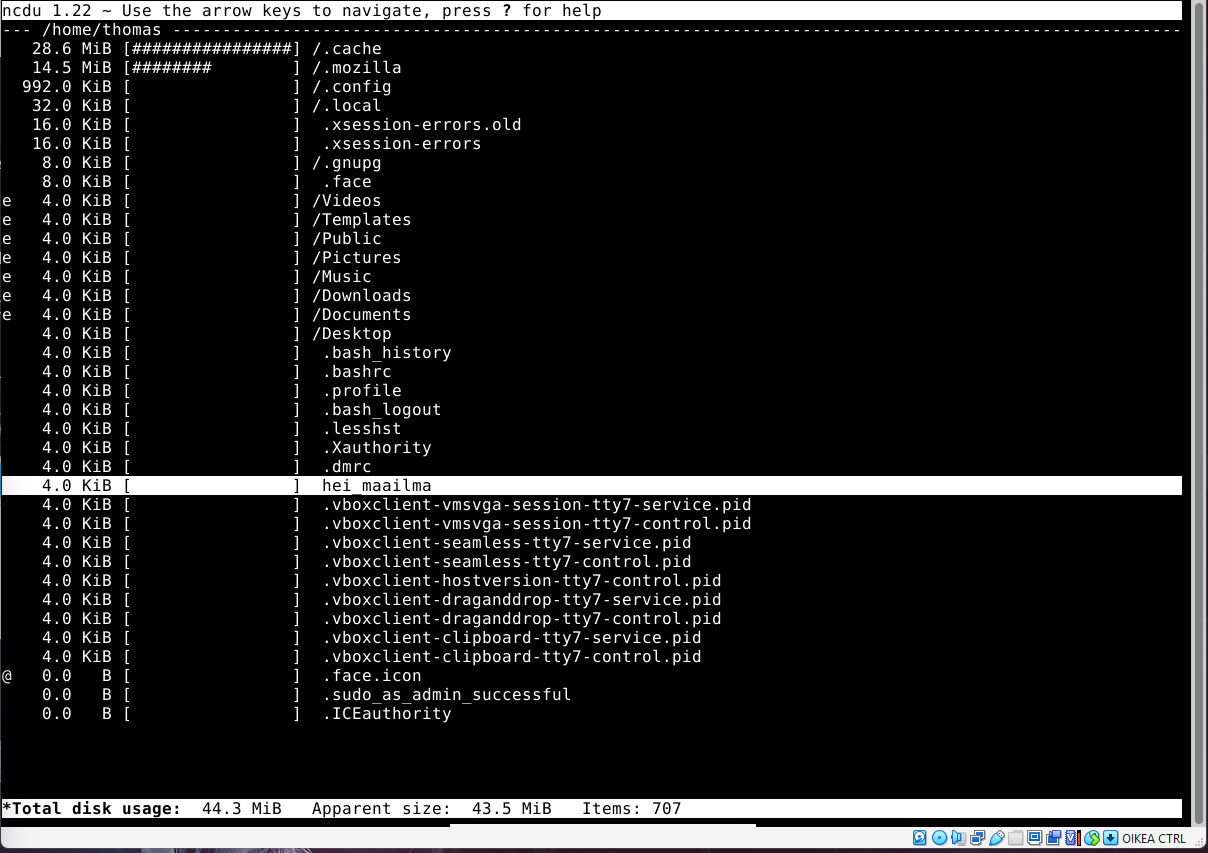 ncdu 1.22 ~ Use the arrow keys to navigate, press ? for help
--- /home/thomas ------------------------------------------------------------------------------------------------------
   28.6 MiB [################] /.cache
   14.5 MiB [########        ] /.mozilla
  992.0 KiB [                ] /.config
   32.0 KiB [                ] /.local
   16.0 KiB [                ]  .xsession-errors.old
   16.0 KiB [                ]  .xsession-errors
    8.0 KiB [                ] /.gnupg
    8.0 KiB [                ]  .face
e   4.0 KiB [                ] /Videos
e   4.0 KiB [                ] /Templates
e   4.0 KiB [                ] /Public
e   4.0 KiB [                ] /Pictures
e   4.0 KiB [                ] /Music
e   4.0 KiB [                ] /Downloads
e   4.0 KiB [                ] /Documents
    4.0 KiB [                ] /Desktop
    4.0 KiB [                ]  .bash_history
    4.0 KiB [                ]  .bashrc
    4.0 KiB [                ]  .profile
    4.0 KiB [                ]  .bash_logout
    4.0 KiB [                ]  .lesshst
    4.0 KiB [                ]  .Xauthority
    4.0 KiB [                ]  .dmrc
    4.0 KiB [                ]  hei_maailma
    4.0 KiB [                ]  .vboxclient-vmsvga-session-tty7-service.pid
    4.0 KiB [                ]  .vboxclient-vmsvga-session-tty7-control.pid
    4.0 KiB [                ]  .vboxclient-seamless-tty7-service.pid
    4.0 KiB [                ]  .vboxclient-seamless-tty7-control.pid
    4.0 KiB [                ]  .vboxclient-hostversion-tty7-control.pid
    4.0 KiB [                ]  .vboxclient-draganddrop-tty7-service.pid
    4.0 KiB [                ]  .vboxclient-draganddrop-tty7-control.pid
    4.0 KiB [                ]  .vboxclient-clipboard-tty7-service.pid
    4.0 KiB [                ]  .vboxclient-clipboard-tty7-control.pid
@   0.0   B [                ]  .face.icon
    0.0   B [                ]  .sudo_as_admin_successful
    0.0   B [                ]  .ICEauthority
*Total disk usage:  44.3 MiB   Apparent size:  43.5 MiB   Items: 707
OIKEA CTRL